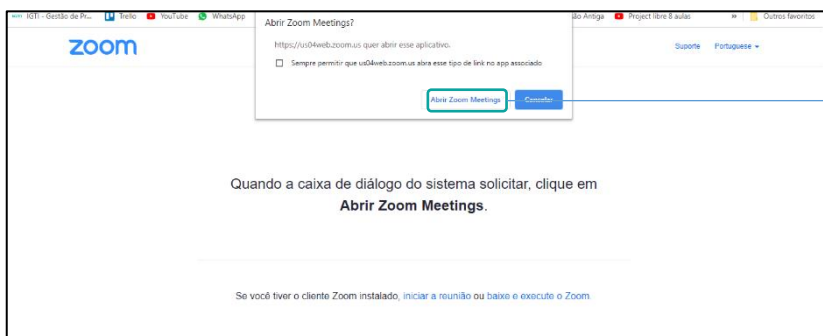 IGTI - Gestão de Pr... Trello YouTube WhatsApp ão Antiga Project libre 8 aulas » Outros favoritos
Abrir Zoom Meetings?
https://us04web.zoom.us quer abrir esse aplicativo.
Sempre permitir que us04web.zoom.us abra esse tipo de link no app associado
Abrir Zoom Meetings Cancelar
zoom Suporte Portuguese
Quando a caixa de diálogo do sistema solicitar, clique em
Abrir Zoom Meetings.
Se você tiver o cliente Zoom instalado, iniciar a reunião ou baixe e execute o Zoom.